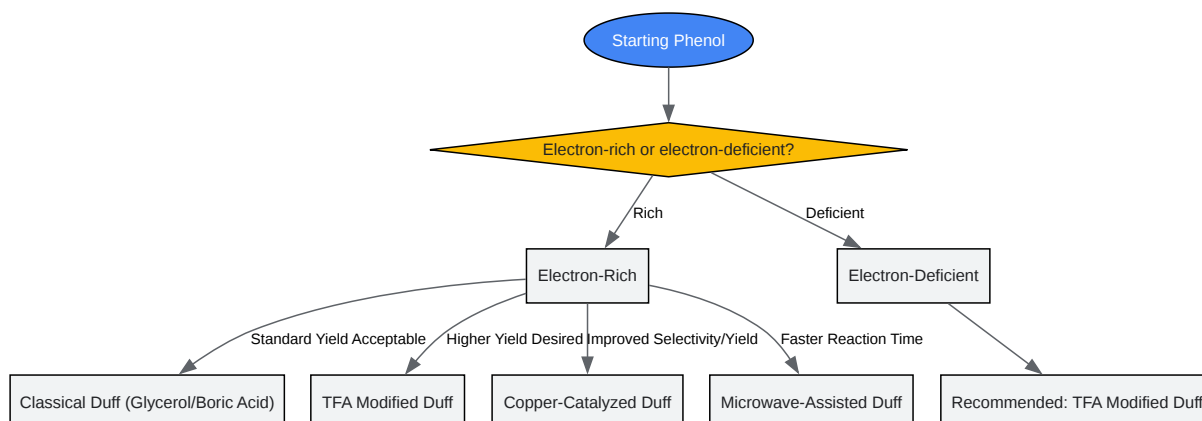 Starting Phenol
Electron-rich or electron-deficient?
Rich
Deficient
Electron-Rich
Electron-Deficient
Standard Yield Acceptable
Higher Yield Desired
Improved Selectivity/Yield
Faster Reaction Time
Classical Duff (Glycerol/Boric Acid)
TFA Modified Duff
Copper-Catalyzed Duff
Microwave-Assisted Duff
Recommended: TFA Modified Duff